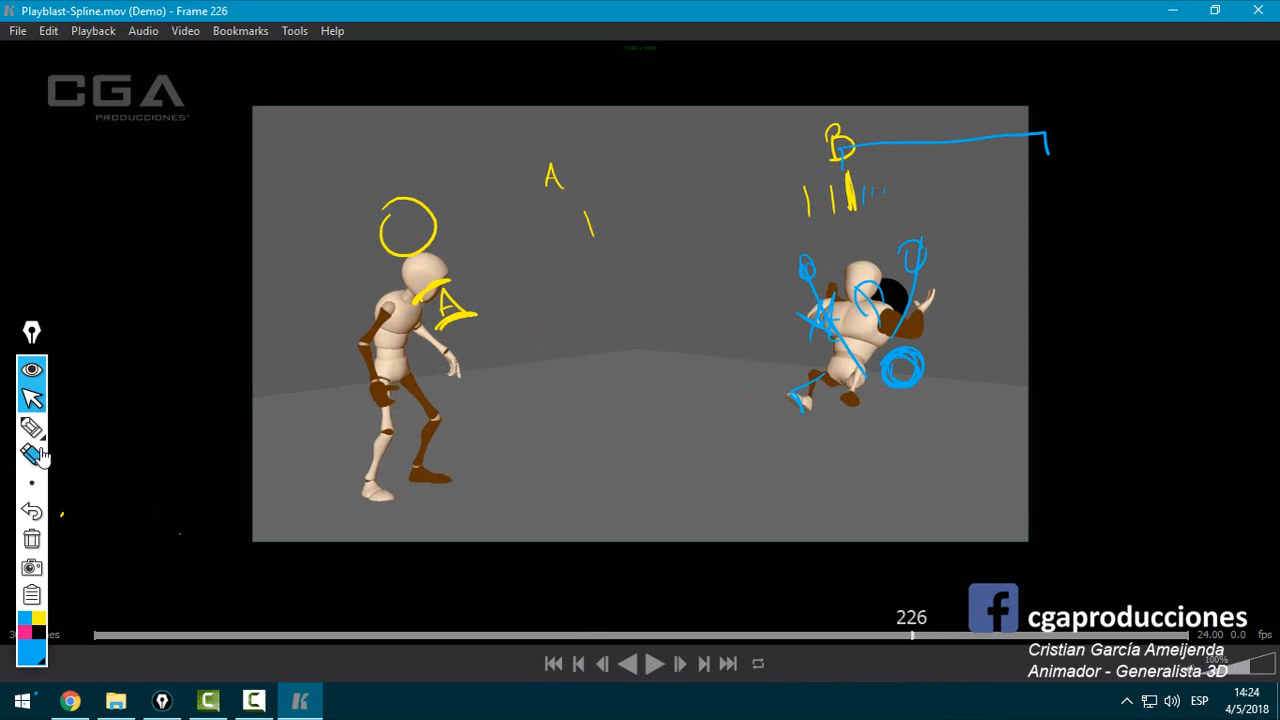 Playblast-Spline.mov (Demo) - Frame 226
File Edit Playback Audio Video Bookmarks Tools Help
CGA
PRODUCCIONES
B
A
A
226
24.00 0.0 fps
100%
cgaproducciones
Cristian García Ameijenda
Animador - Generalista 3D
ESP
14:24
4/5/2018